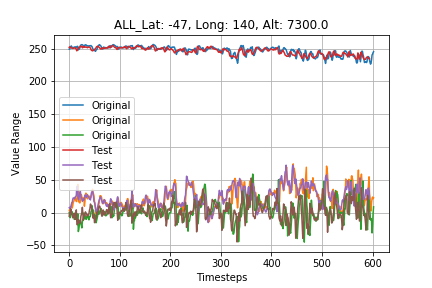 ALL_Lat: -47, Long: 140, Alt: 7300.0
250
200
150
100
50
0
−50
Value Range
Original
Original
Original
Test
Test
Test
0 100 200 300 400 500 600
Timesteps